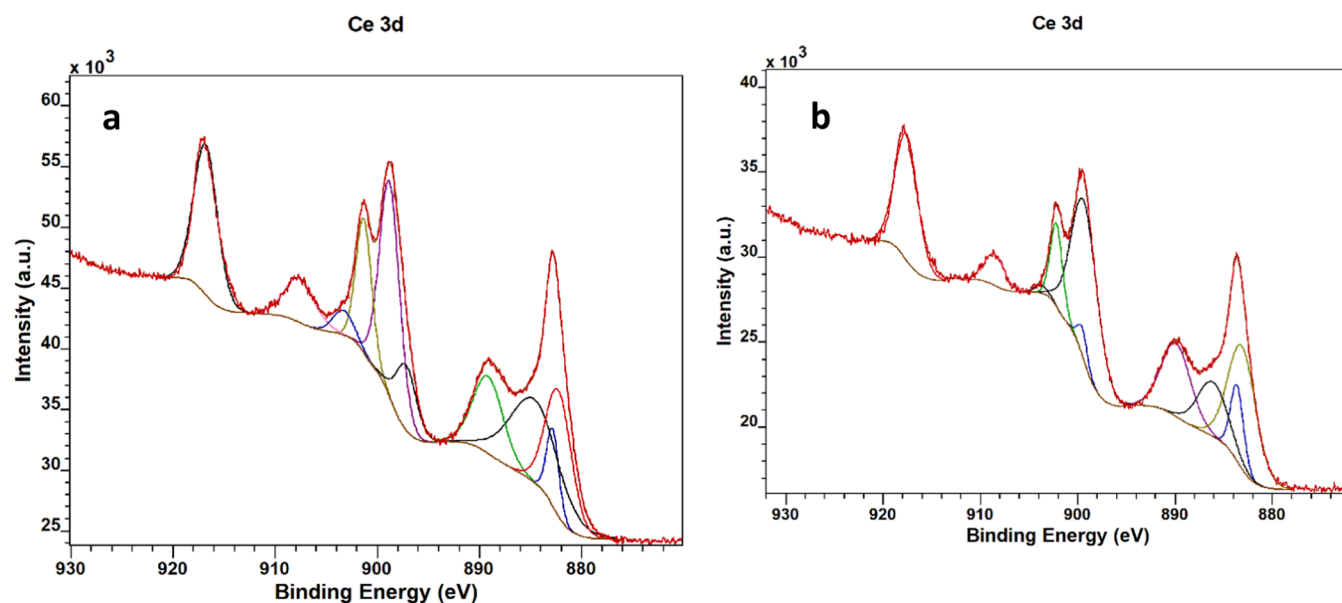 Ce 3d
x 10³
a
60
55
50
45
40
35
30
25
Intensity (a.u.)
930 920 910 900 890 880
Binding Energy (eV)
Ce 3d
x 10³
b
40
35
30
25
20
Intensity (a.u.)
930 920 910 900 890 880
Binding Energy (eV)